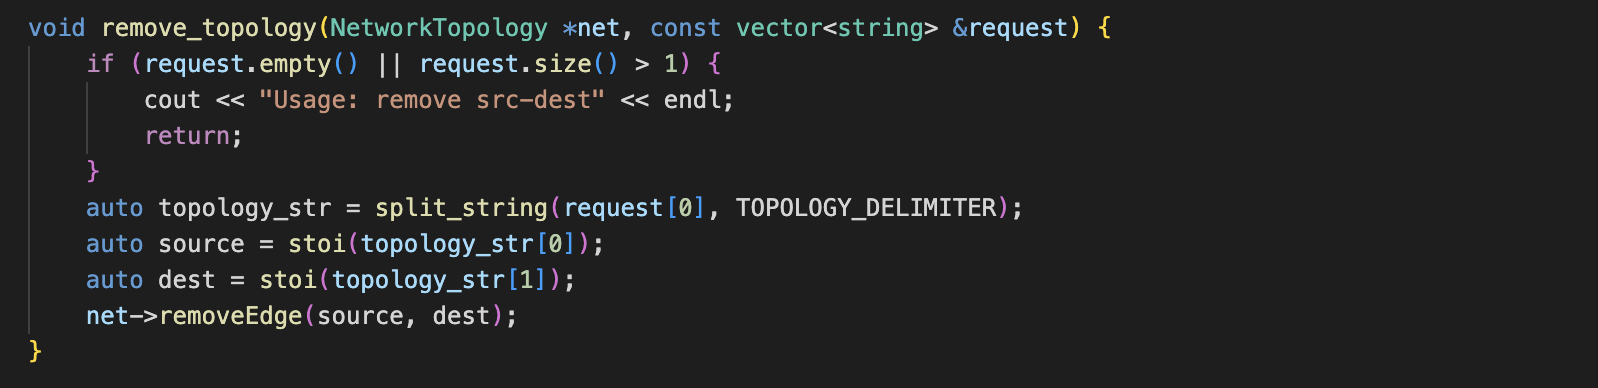 void remove_topology(NetworkTopology *net, const vector<string> &request) {
    if (request.empty() || request.size() > 1) {
        cout << "Usage: remove src-dest" << endl;
        return;
    }
    auto topology_str = split_string(request[0], TOPOLOGY_DELIMITER);
    auto source = stoi(topology_str[0]);
    auto dest = stoi(topology_str[1]);
    net->removeEdge(source, dest);
}